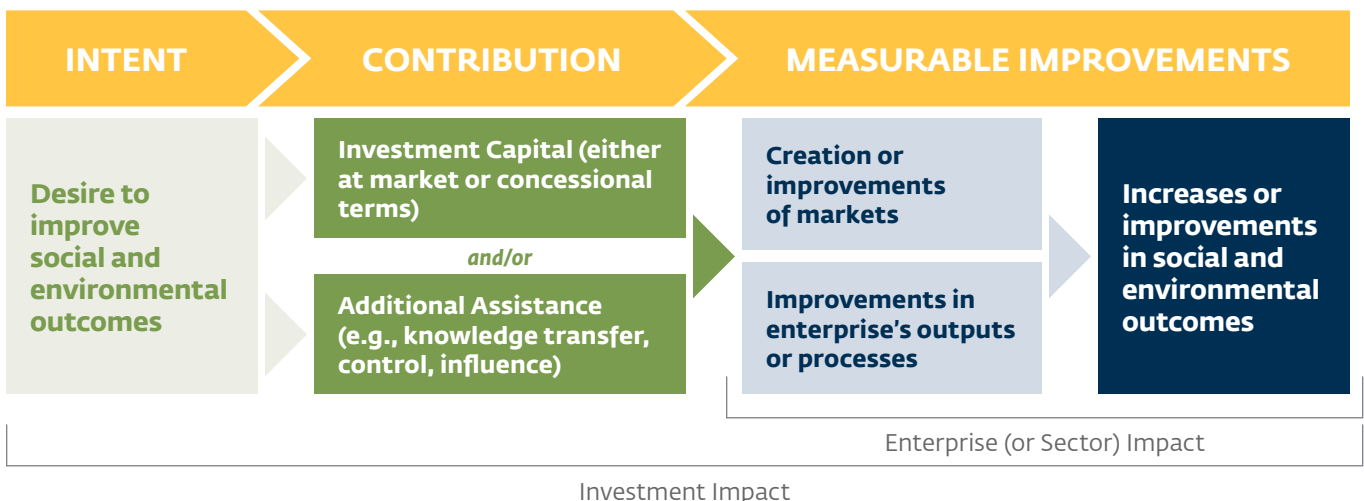 INTENT
CONTRIBUTION
MEASURABLE IMPROVEMENTS
Desire to
improve
social and
environmental
outcomes
Investment Capital (either
at market or concessional
terms)
and/or
Additional Assistance
(e.g., knowledge transfer,
control, influence)
Creation or
improvements
of markets
Improvements in
enterprise’s outputs
or processes
Increases or
improvements
in social and
environmental
outcomes
Enterprise (or Sector) Impact
Investment Impact